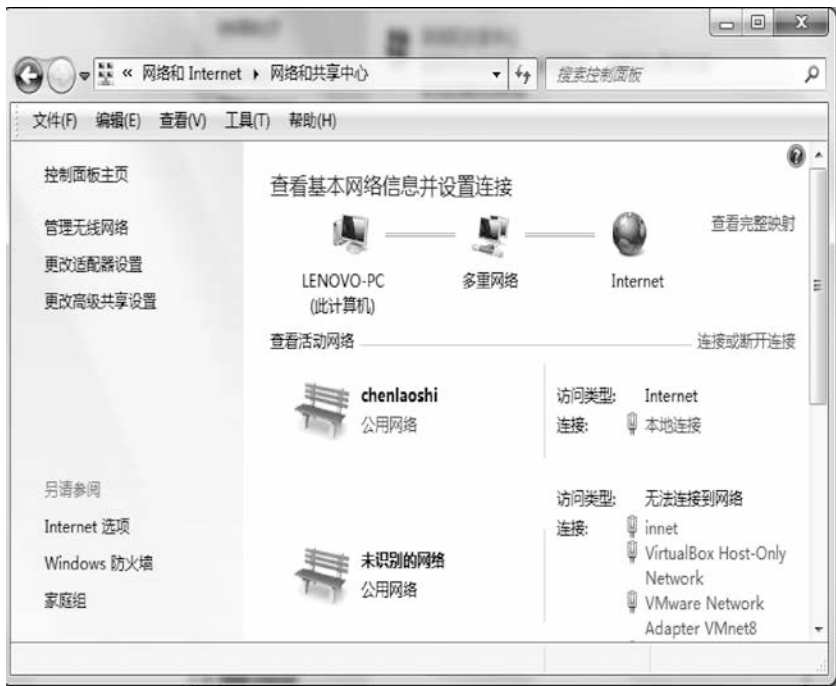 « 网络和 Internet ▸ 网络和共享中心
搜索控制面板
文件(F) 编辑(E) 查看(V) 工具(T) 帮助(H)
控制面板主页
管理无线网络
更改适配器设置
更改高级共享设置
另请参阅
Internet 选项
Windows 防火墙
家庭组
查看基本网络信息并设置连接
查看完整映射
LENOVO-PC
(此计算机)
多重网络
Internet
查看活动网络
连接或断开连接
chenlaoshi
公用网络
访问类型: Internet
连接: 本地连接
未识别的网络
公用网络
访问类型: 无法连接到网络
连接: innet
VirtualBox Host-Only
Network
VMware Network
Adapter VMnet8